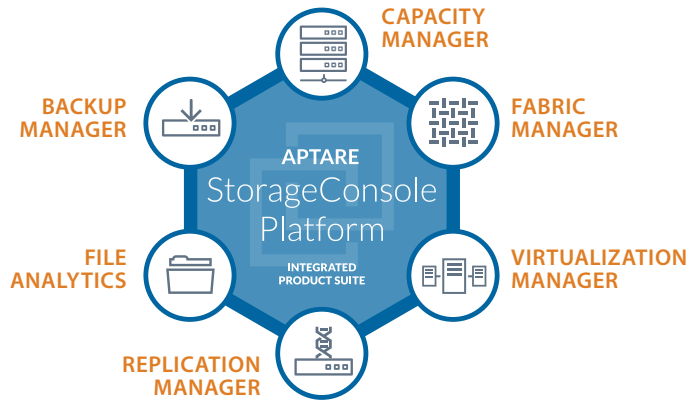 CAPACITY
MANAGER
BACKUP
MANAGER
FABRIC
MANAGER
APTARE
StorageConsole
Platform
INTEGRATED
PRODUCT SUITE
FILE
ANALYTICS
VIRTUALIZATION
MANAGER
REPLICATION
MANAGER